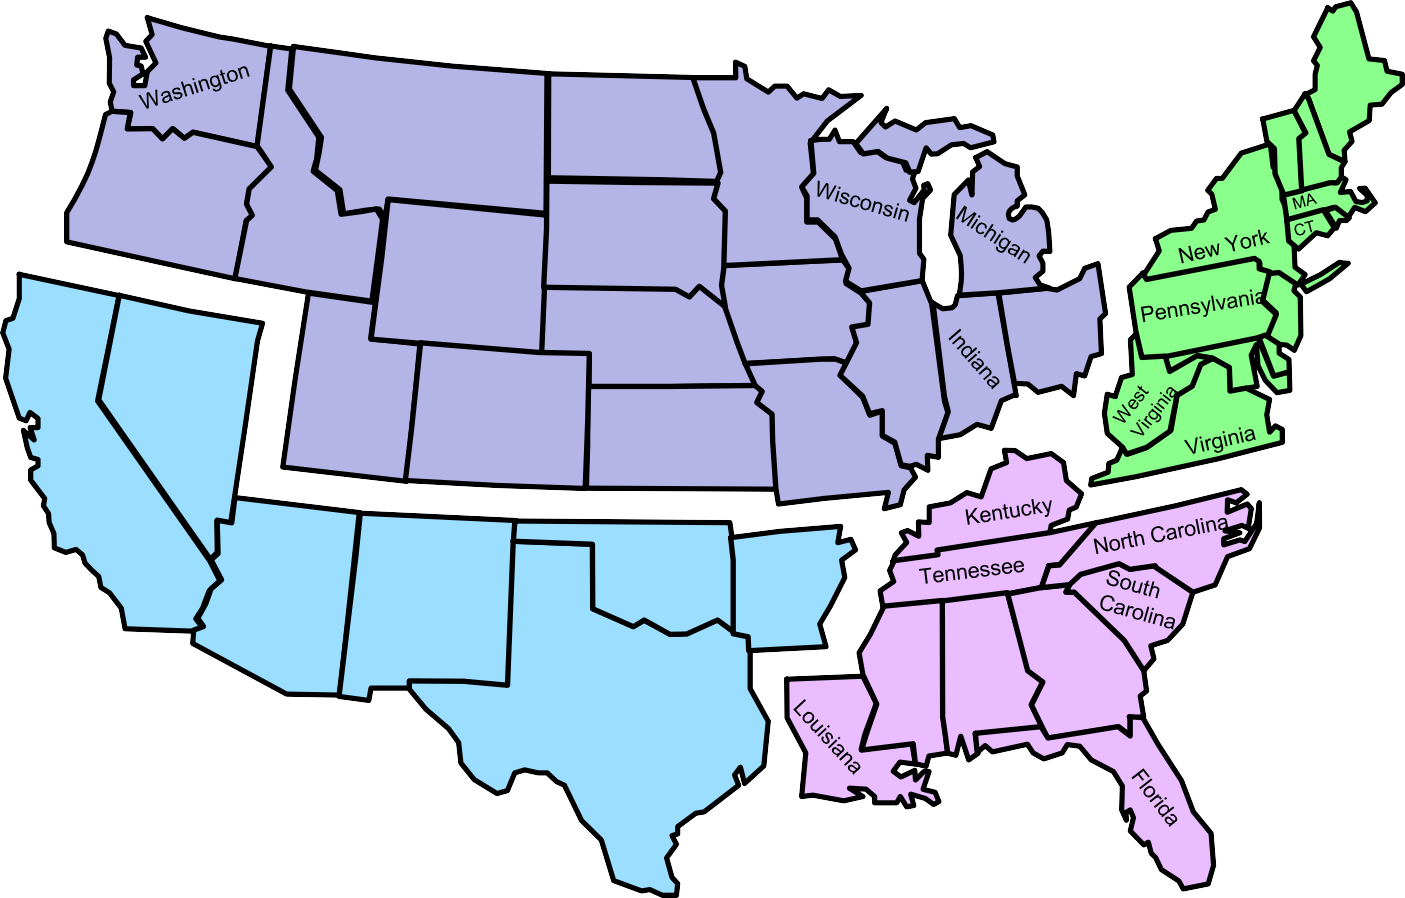 Washington
Wisconsin
Michigan
MA
CT
New York
Pennsylvania
Indiana
West
Virginia
Virginia
Kentucky
North Carolina
Tennessee
South
Carolina
Louisiana
Florida